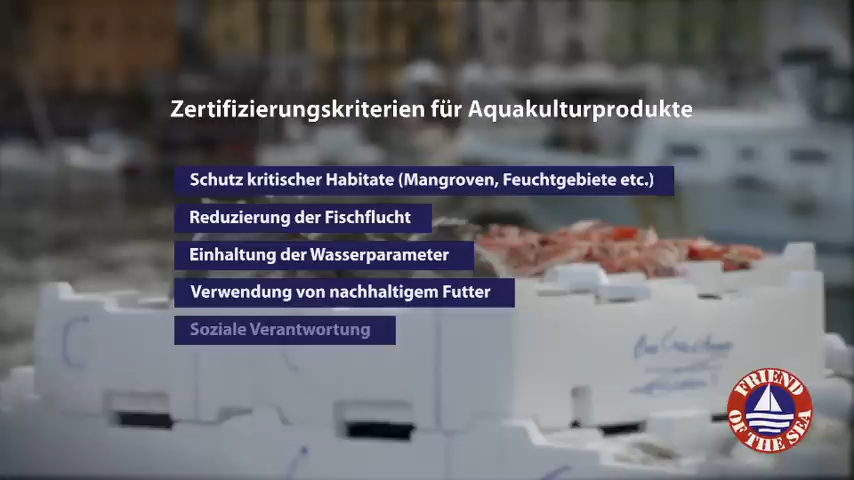 Zertifizierungskriterien für Aquakulturprodukte
Schutz kritischer Habitate (Mangroven, Feuchtgebiete etc.)
Reduzierung der Fischflucht
Einhaltung der Wasserparameter
Verwendung von nachhaltigem Futter
Soziale Verantwortung
FRIEND
OF THE SEA